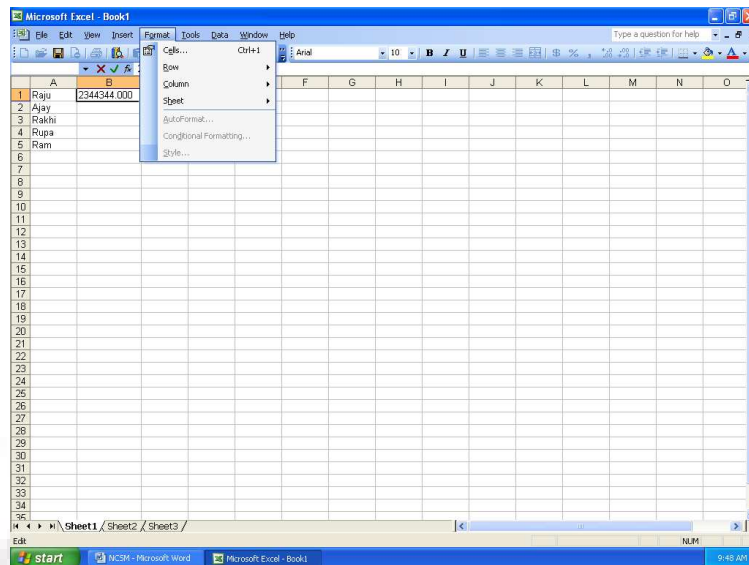 Microsoft Excel - Book1
File Edit View Insert Format Tools Data Window Help Type a question for help
Arial 10 B I U $ % ,
Cells... Ctrl+1
Row
Column
Sheet
AutoFormat...
Conditional Formatting...
Style...
A B F G H I J K L M N O
1 Raju 2344344.000
2 Ajay
3 Rakhi
4 Rupa
5 Ram
6
7
8
9
10
11
12
13
14
15
16
17
18
19
20
21
22
23
24
25
26
27
28
29
30
31
32
33
34
35
Sheet1 Sheet2 Sheet3
Edit NUM
start NCSM - Microsoft Word Microsoft Excel - Book1 9:48 AM